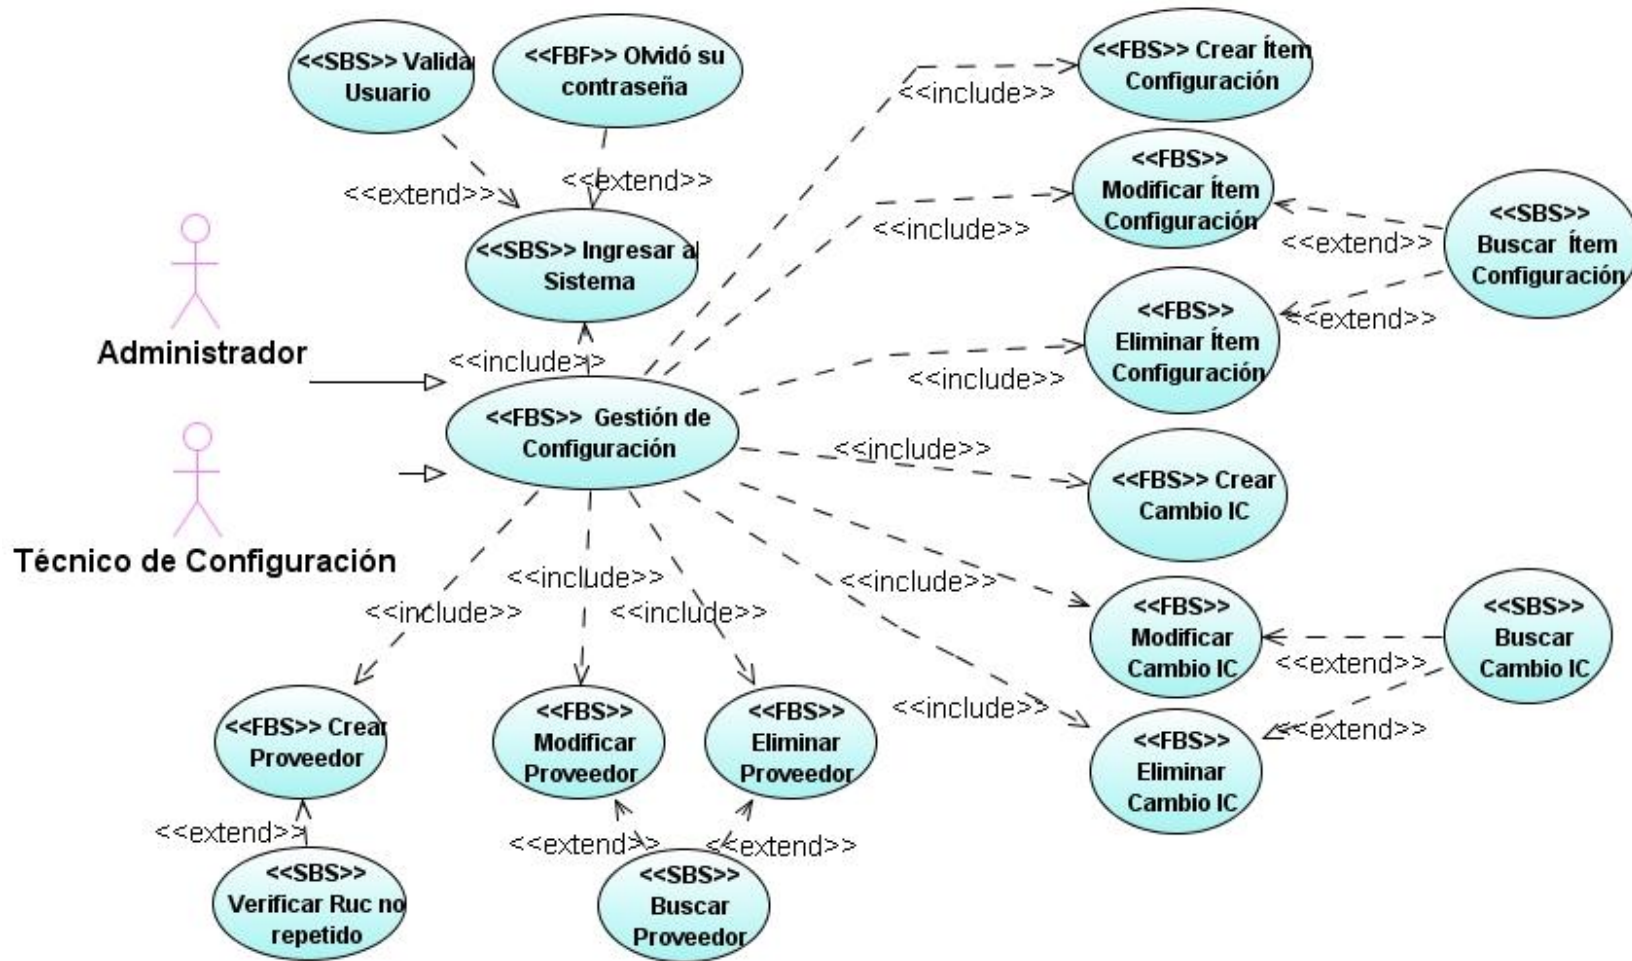 <<SBS>> Valida
Usuario
<<FBF>> Olvidó su
contraseña
<<FBS>> Crear Ítem
Configuración
<<include>>
<<extend>>
<<extend>>
<<FBS>>
Modificar Ítem
Configuración
<<include>>
<<SBS>>
Buscar Ítem
Configuración
<<extend>>
<<extend>>
<<SBS>> Ingresar al
Sistema
<<FBS>>
Eliminar Ítem
Configuración
<<include>>
Administrador
<<include>>
<<FBS>> Gestión de
Configuración
<<include>>
<<FBS>> Crear
Cambio IC
Técnico de Configuración
<<include>>
<<include>>
<<include>>
<<include>>
<<FBS>>
Modificar
Cambio IC
<<SBS>>
Buscar
Cambio IC
<<extend>>
<<extend>>
<<include>>
<<FBS>>
Eliminar
Cambio IC
<<FBS>> Crear
Proveedor
<<FBS>>
Modificar
Proveedor
<<FBS>>
Eliminar
Proveedor
<<extend>>
<<extend>>
<<extend>>
<<SBS>>
Verificar Ruc no
repetido
<<SBS>>
Buscar
Proveedor